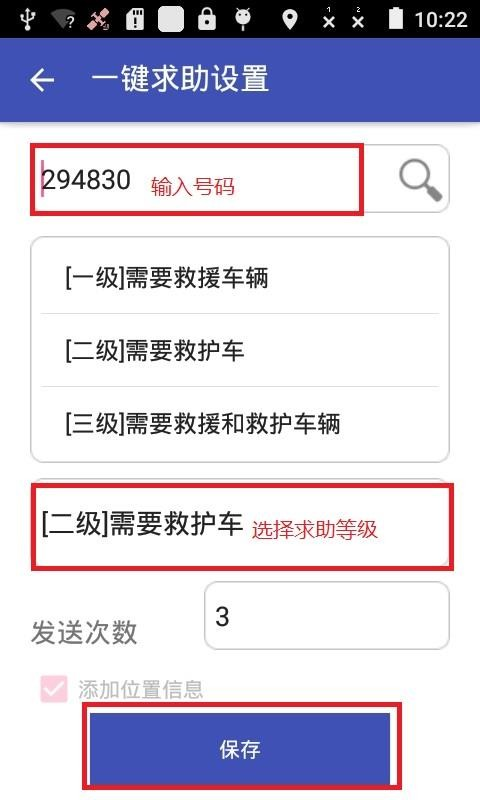 10:22
一键求助设置
294830 输入号码
[一级]需要救援车辆
[二级]需要救护车
[三级]需要救援和救护车辆
[二级]需要救护车 选择求助等级
发送次数 3
添加位置信息
保存